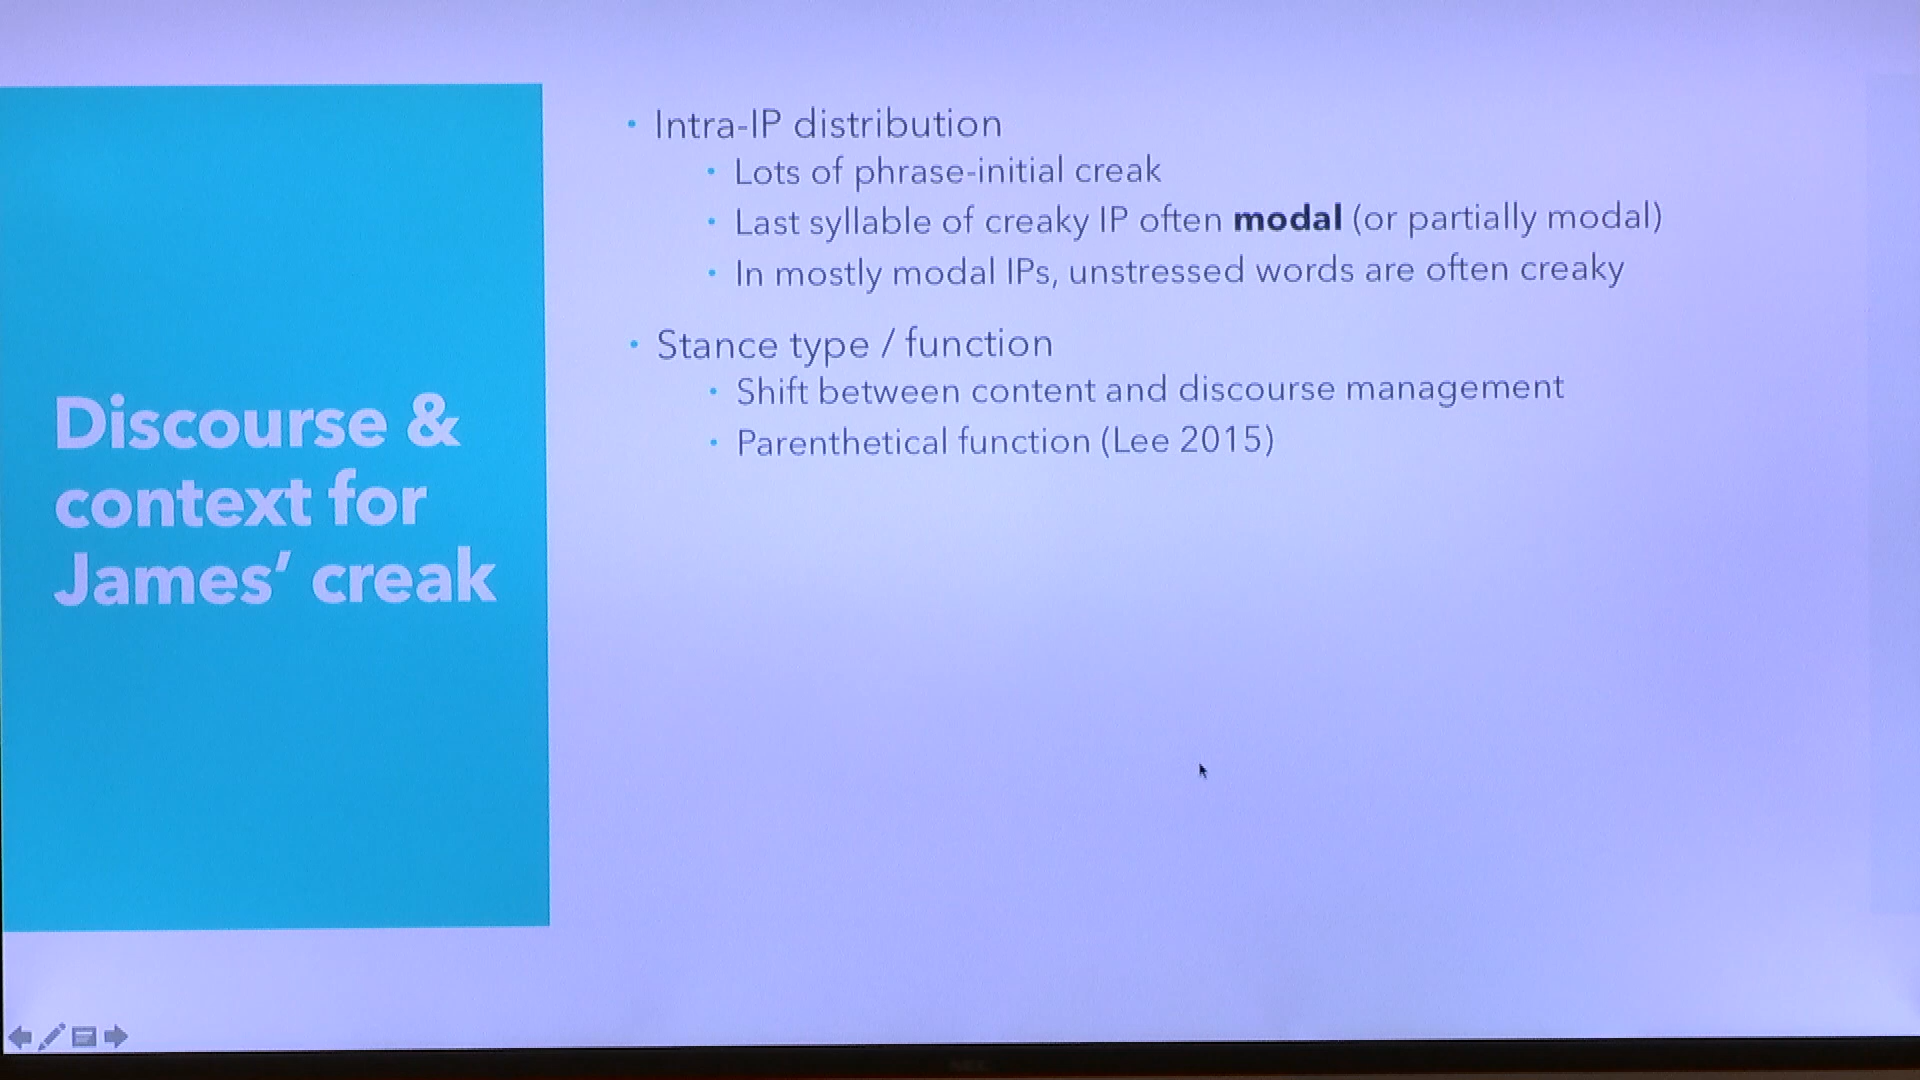 Discourse &
context for
James’ creak
• Intra-IP distribution
• Lots of phrase-initial creak
• Last syllable of creaky IP often modal (or partially modal)
• In mostly modal IPs, unstressed words are often creaky
• Stance type / function
• Shift between content and discourse management
• Parenthetical function (Lee 2015)